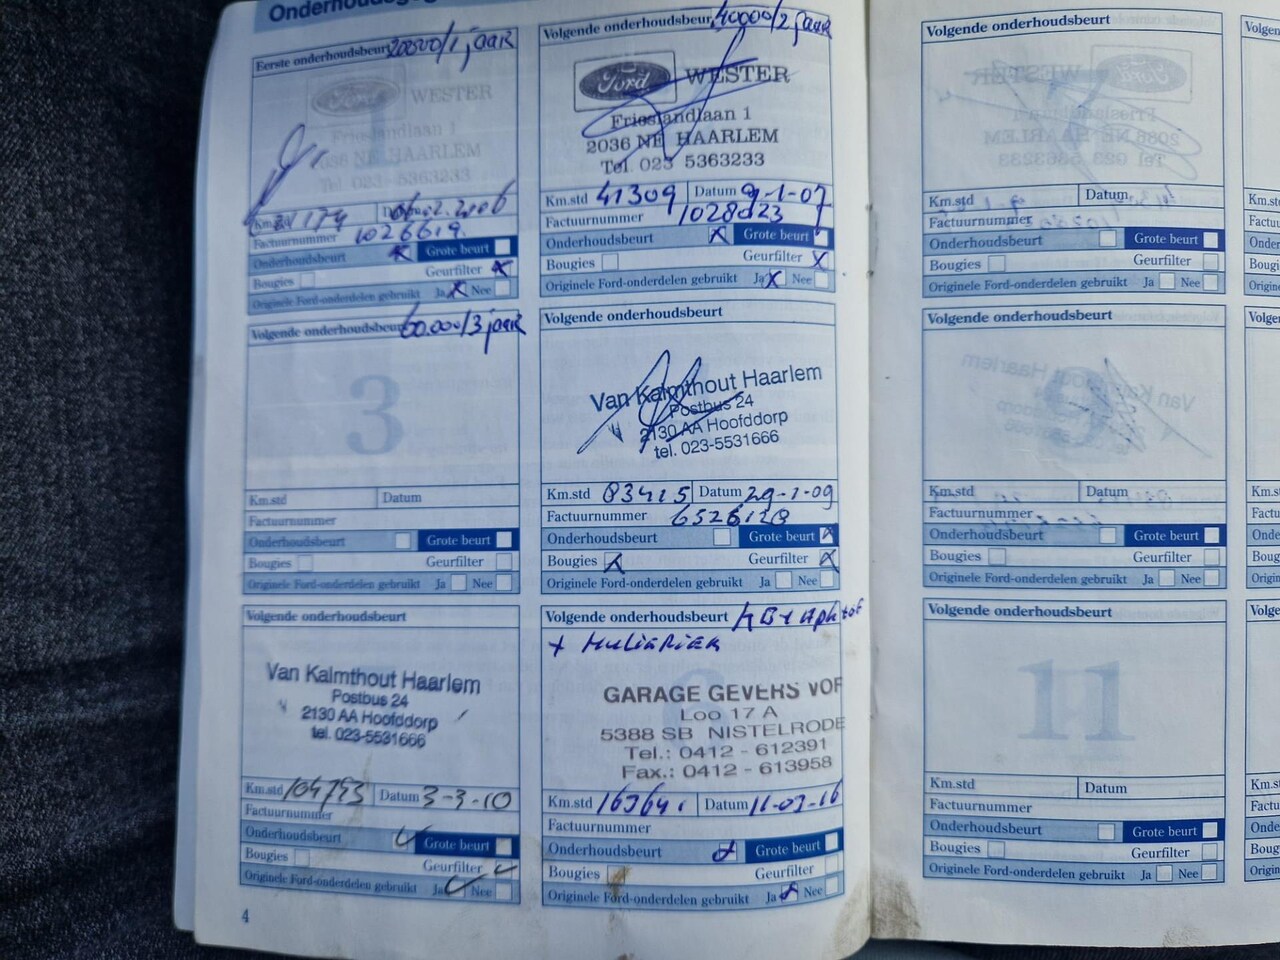 Eerste onderhoudsbeurt 20000/1 jaar
Ford WESTER
Frieslandlaan 1
2036 NE HAARLEM
Tel. 023 - 5363233
Km.std Datum
Factuurnummer 1026619
Onderhoudsbeurt Grote beurt
Bougies Geurfilter
Originele Ford-onderdelen gebruikt Ja Nee
Volgende onderhoudsbeurt 40000/2 jaar
Ford WESTER
Frieslandlaan 1
2036 NE HAARLEM
Tel. 023 5363233
Km.std 41309 Datum 9-1-07
Factuurnummer 1028023
Onderhoudsbeurt Grote beurt
Bougies Geurfilter
Originele Ford-onderdelen gebruikt Ja Nee
Volgende onderhoudsbeurt 60.000/3 jaar
3
Km.std Datum
Factuurnummer
Onderhoudsbeurt Grote beurt
Bougies Geurfilter
Originele Ford-onderdelen gebruikt Ja Nee
Volgende onderhoudsbeurt
Van Kalmthout Haarlem
Postbus 24
2130 AA Hoofddorp
tel. 023-5531666
Km.std 83415 Datum 29-1-09
Factuurnummer
Onderhoudsbeurt Grote beurt
Bougies Geurfilter
Originele Ford-onderdelen gebruikt Ja Nee
Volgende onderhoudsbeurt
Van Kalmthout Haarlem
Postbus 24
2130 AA Hoofddorp
tel. 023-5531666
Km.std 104793 Datum 3-3-10
Factuurnummer
Onderhoudsbeurt Grote beurt
Bougies Geurfilter
Originele Ford-onderdelen gebruikt Ja Nee
Volgende onderhoudsbeurt
6
GARAGE GEVERS VOF
Loo 17 A
5388 SB NISTELRODE
Tel.: 0412 - 612391
Fax.: 0412 - 613958
Km.std Datum 11-03-16
Factuurnummer
Onderhoudsbeurt Grote beurt
Bougies Geurfilter
Originele Ford-onderdelen gebruikt Ja Nee
4
Volgende onderhoudsbeurt
Km.std Datum
Factuurnummer
Onderhoudsbeurt Grote beurt
Bougies Geurfilter
Originele Ford-onderdelen gebruikt Ja Nee
Volgende onderhoudsbeurt
Km.std Datum
Factuurnummer
Onderhoudsbeurt Grote beurt
Bougies Geurfilter
Originele Ford-onderdelen gebruikt Ja Nee
Volgende onderhoudsbeurt
11
Km.std Datum
Factuurnummer
Onderhoudsbeurt Grote beurt
Bougies Geurfilter
Originele Ford-onderdelen gebruikt Ja Nee